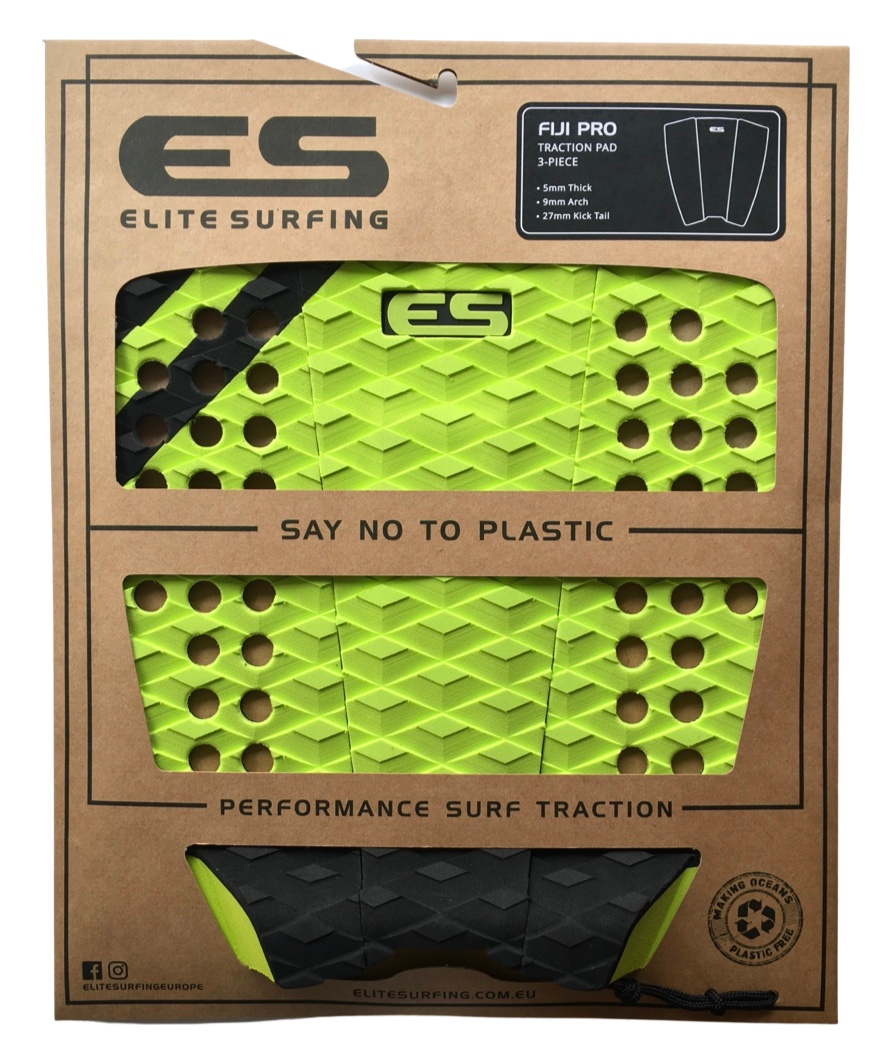 ES
ELITE SURFING
FIJI PRO
TRACTION PAD
3-PIECE
• 5mm Thick
• 9mm Arch
• 27mm Kick Tail
ES
ES
SAY NO TO PLASTIC
PERFORMANCE SURF TRACTION
MAKING OCEANS
PLASTIC FREE
ELITESURFINGEUROPE
ELITESURFING.COM.EU